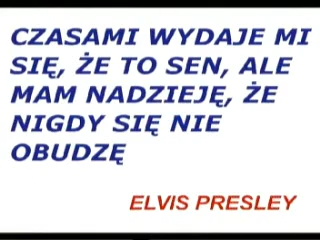 CZASAMI WYDAJE MI
SIĘ, ŻE TO SEN, ALE
MAM NADZIEJĘ, ŻE
NIGDY SIĘ NIE
OBUDZĘ
ELVIS PRESLEY